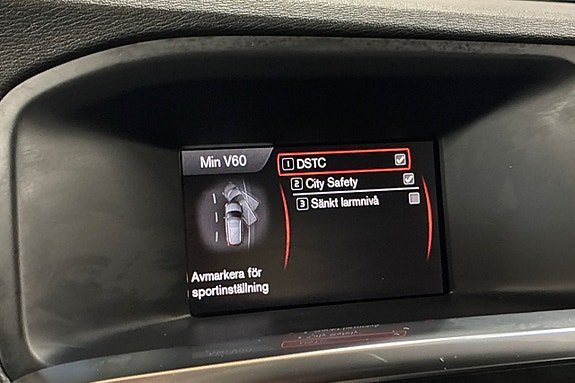 Min V60
1 DSTC
2 City Safety
3 Sänkt larmnivå
Avmarkera för
sportinställning